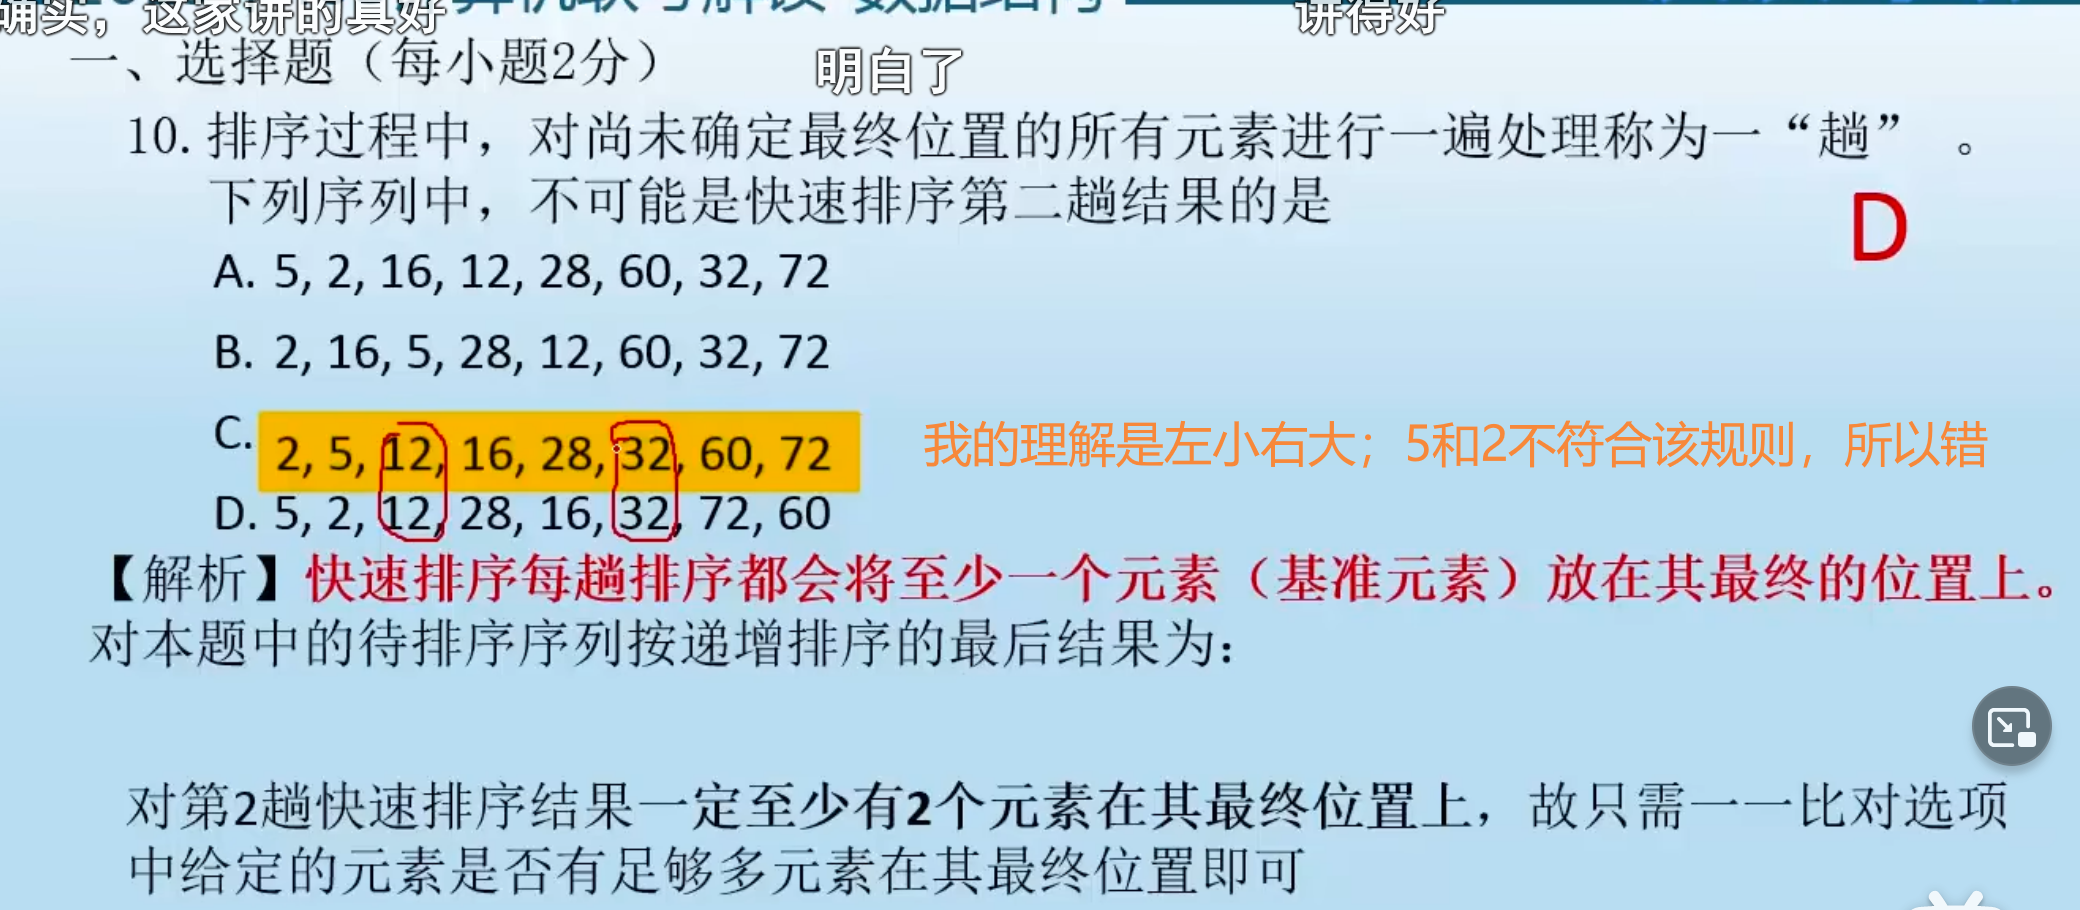 确实，这家讲的真好
讲得好
一、选择题（每小题2分）
明白了
10. 排序过程中，对尚未确定最终位置的所有元素进行一遍处理称为一“趟” 。
下列序列中，不可能是快速排序第二趟结果的是
D
A. 5, 2, 16, 12, 28, 60, 32, 72
B. 2, 16, 5, 28, 12, 60, 32, 72
C. 2, 5, 12, 16, 28, 32, 60, 72
我的理解是左小右大；5和2不符合该规则，所以错
D. 5, 2, 12, 28, 16, 32, 72, 60
【解析】快速排序每趟排序都会将至少一个元素（基准元素）放在其最终的位置上。
对本题中的待排序序列按递增排序的最后结果为：
对第2趟快速排序结果一定至少有2个元素在其最终位置上，故只需一一比对选项
中给定的元素是否有足够多元素在其最终位置即可